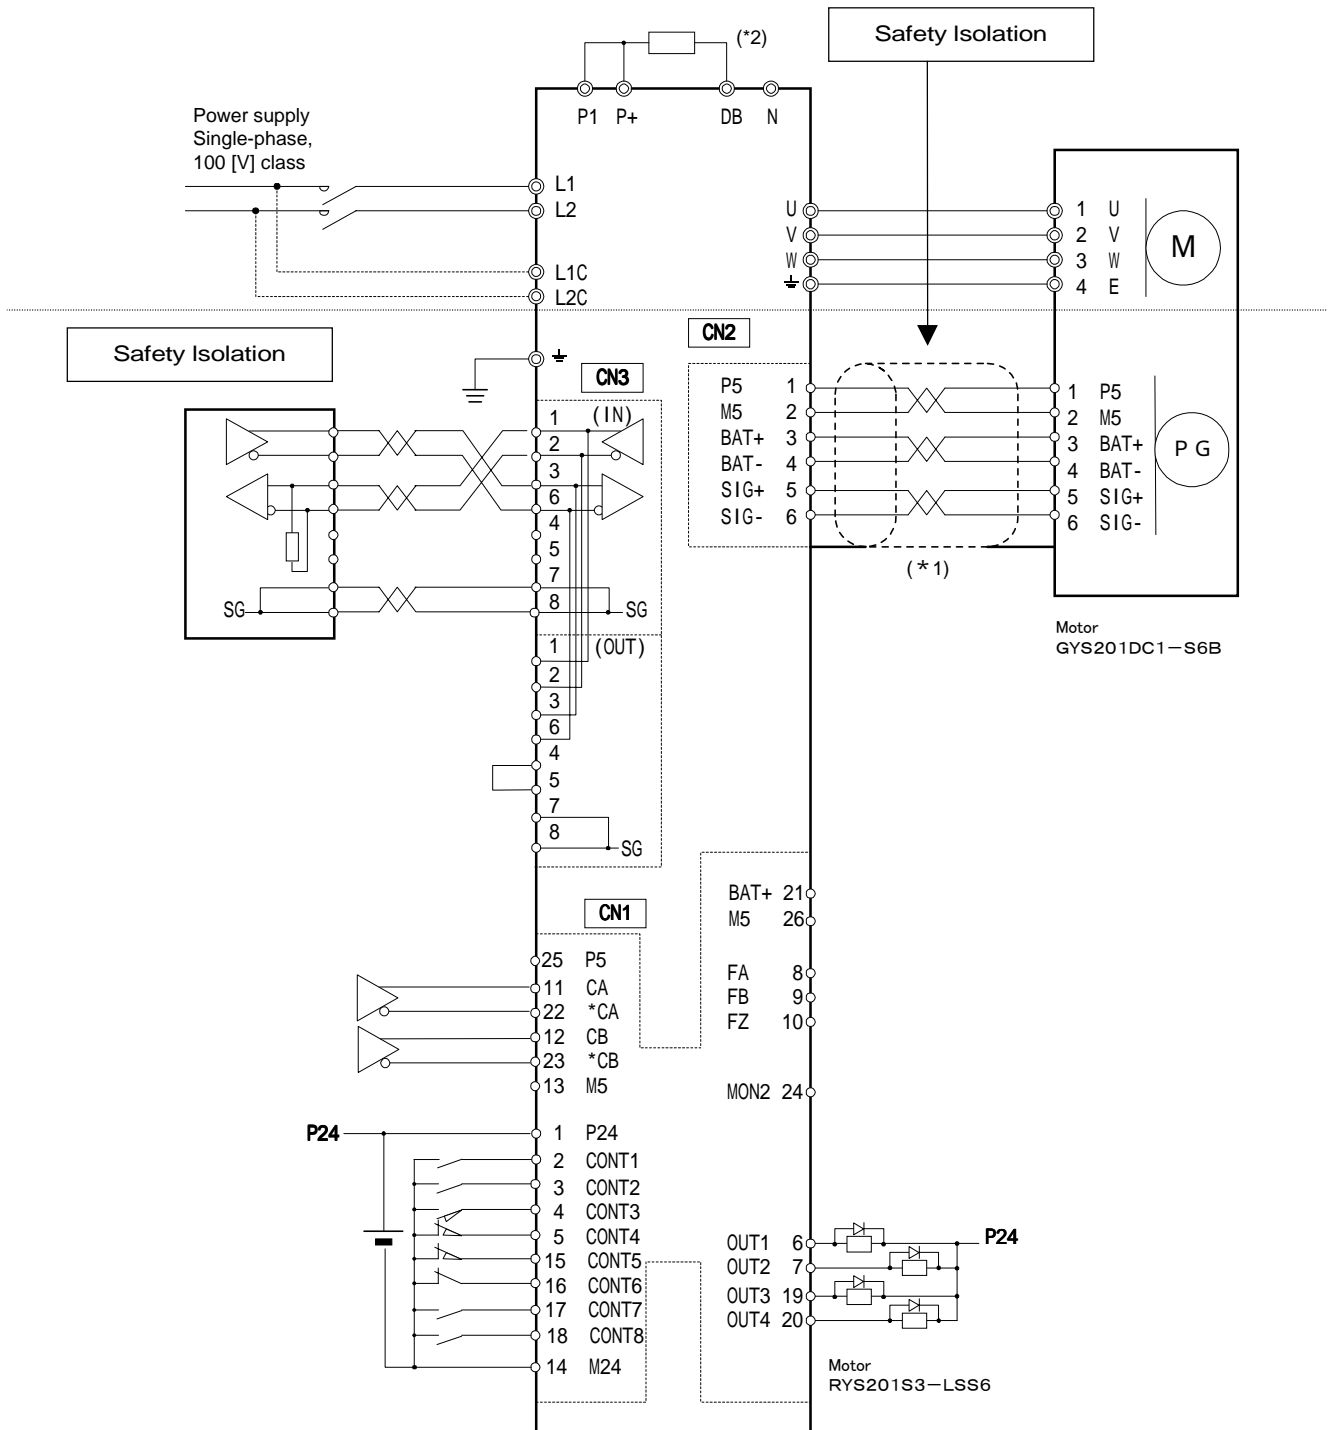 (*2)
Safety Isolation
P1 P+ DB N
Power supply
Single-phase,
100 [V] class
L1
L2
L1C
L2C
U
V
W
1 U
2 V
3 W
4 E
M
Safety Isolation
CN2
CN3
(IN)
1
2
3
6
4
5
7
8
SG
SG
P5 1
M5 2
BAT+ 3
BAT- 4
SIG+ 5
SIG- 6
(*1)
1 P5
2 M5
3 BAT+
4 BAT-
5 SIG+
6 SIG-
PG
Motor
GYS201DC1-S6B
(OUT)
1
2
3
6
4
5
7
8
SG
CN1
25 P5
11 CA
22 *CA
12 CB
23 *CB
13 M5
P24
1 P24
2 CONT1
3 CONT2
4 CONT3
5 CONT4
15 CONT5
16 CONT6
17 CONT7
18 CONT8
14 M24
BAT+ 21
M5 26
FA 8
FB 9
FZ 10
MON2 24
OUT1 6
OUT2 7
OUT3 19
OUT4 20
P24
Motor
RYS201S3-LSS6